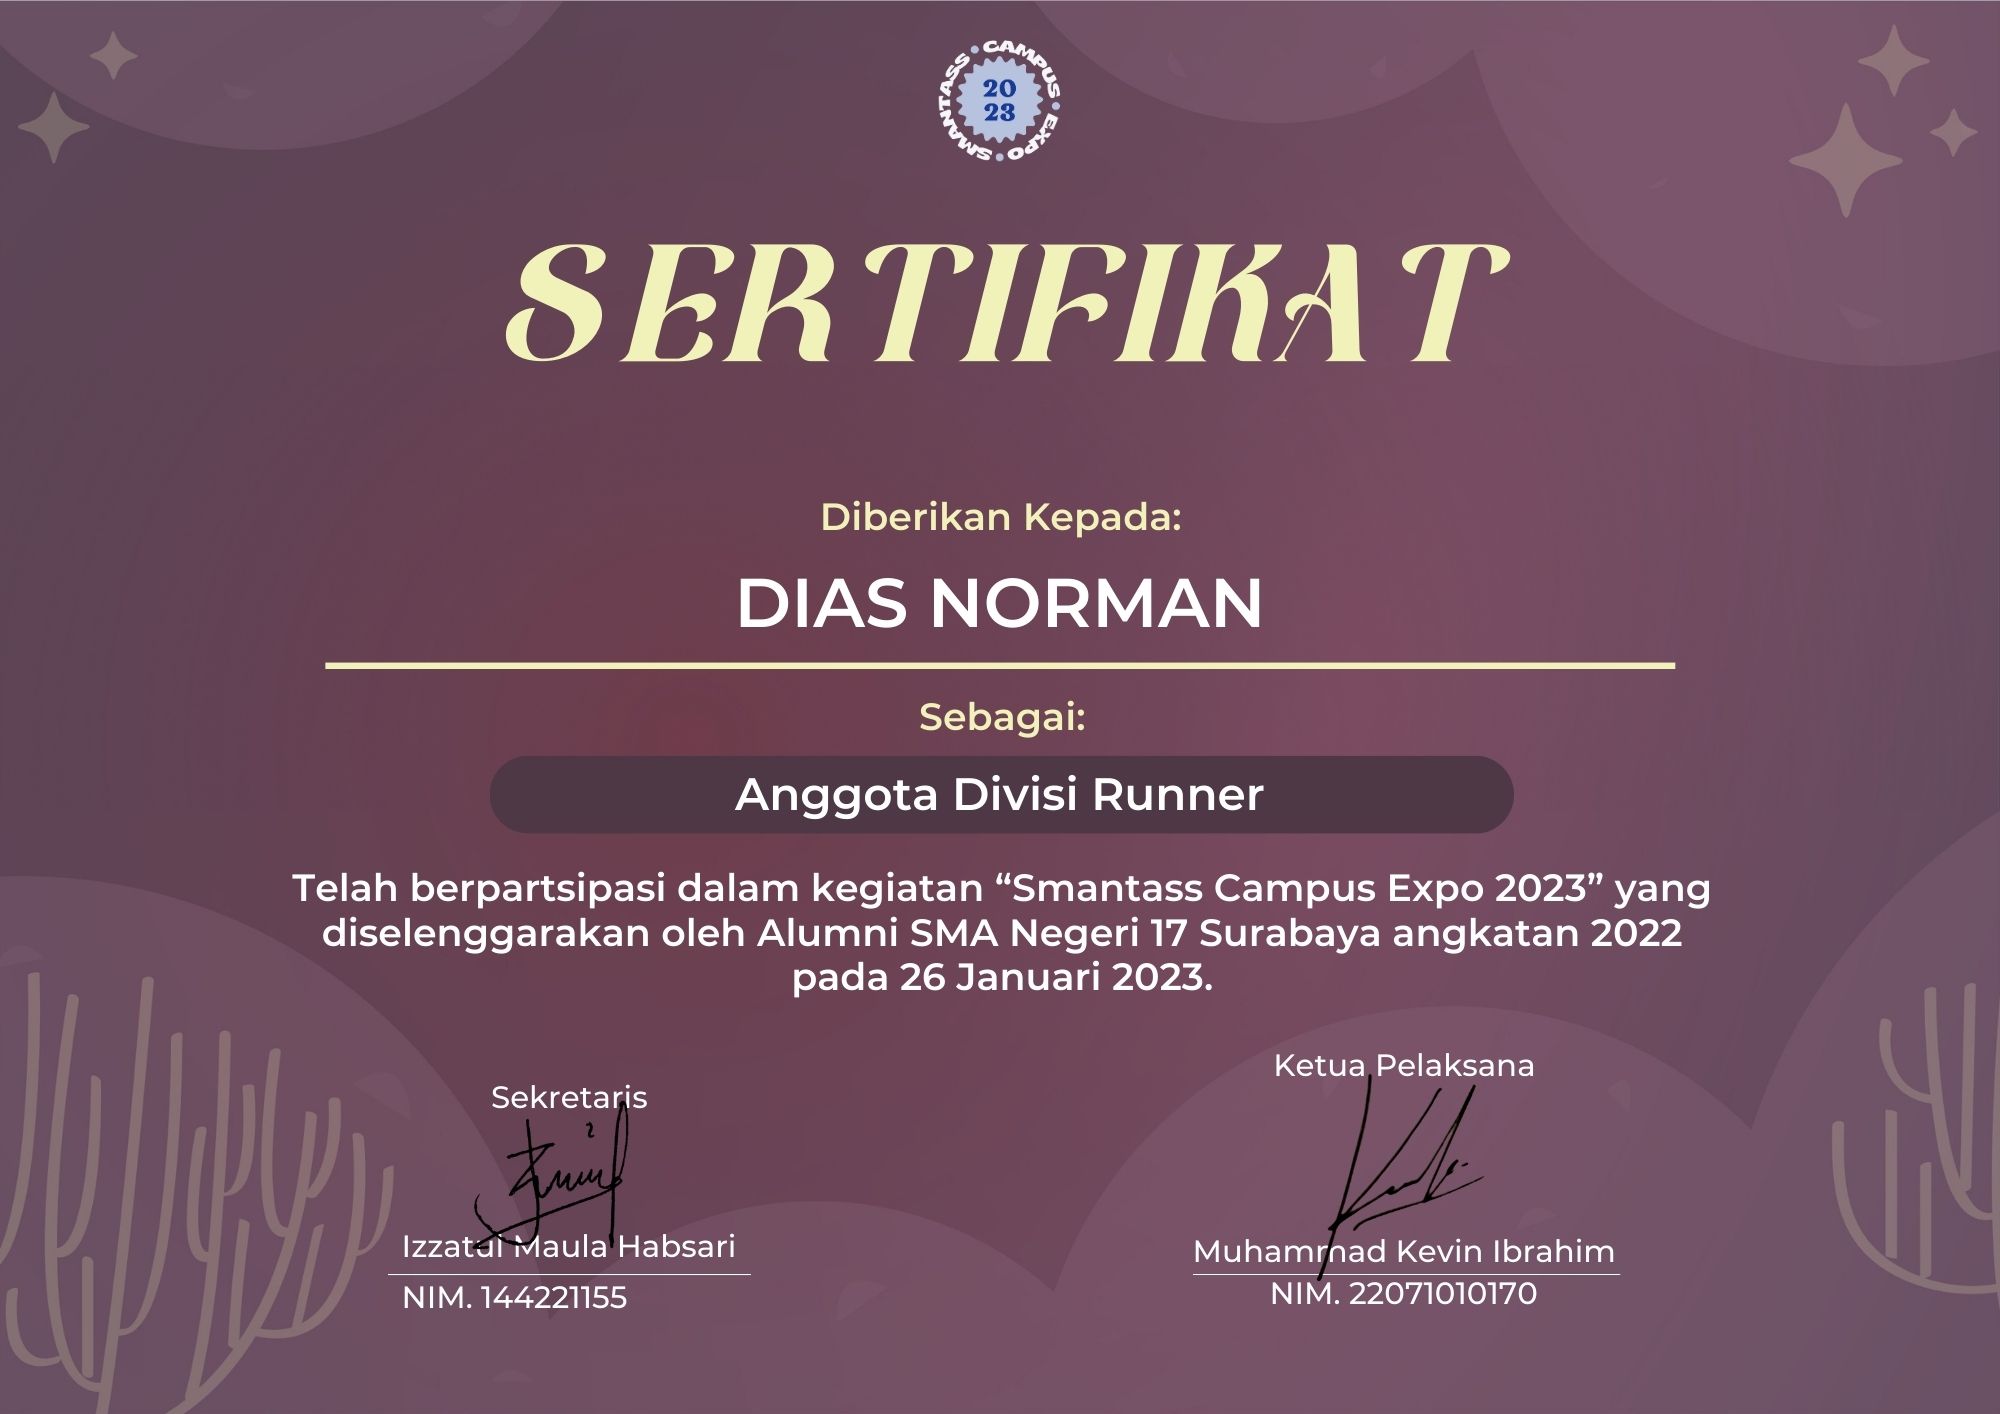 SMANTASS • CAMPUS • EXPO •
20
23
SERTIFIKAT
Diberikan Kepada:
DIAS NORMAN
Sebagai:
Anggota Divisi Runner
Telah berpartsipasi dalam kegiatan “Smantass Campus Expo 2023” yang
diselenggarakan oleh Alumni SMA Negeri 17 Surabaya angkatan 2022
pada 26 Januari 2023.
Sekretaris
Izzatul Maula Habsari
NIM. 144221155
Ketua Pelaksana
Muhammad Kevin Ibrahim
NIM. 22071010170